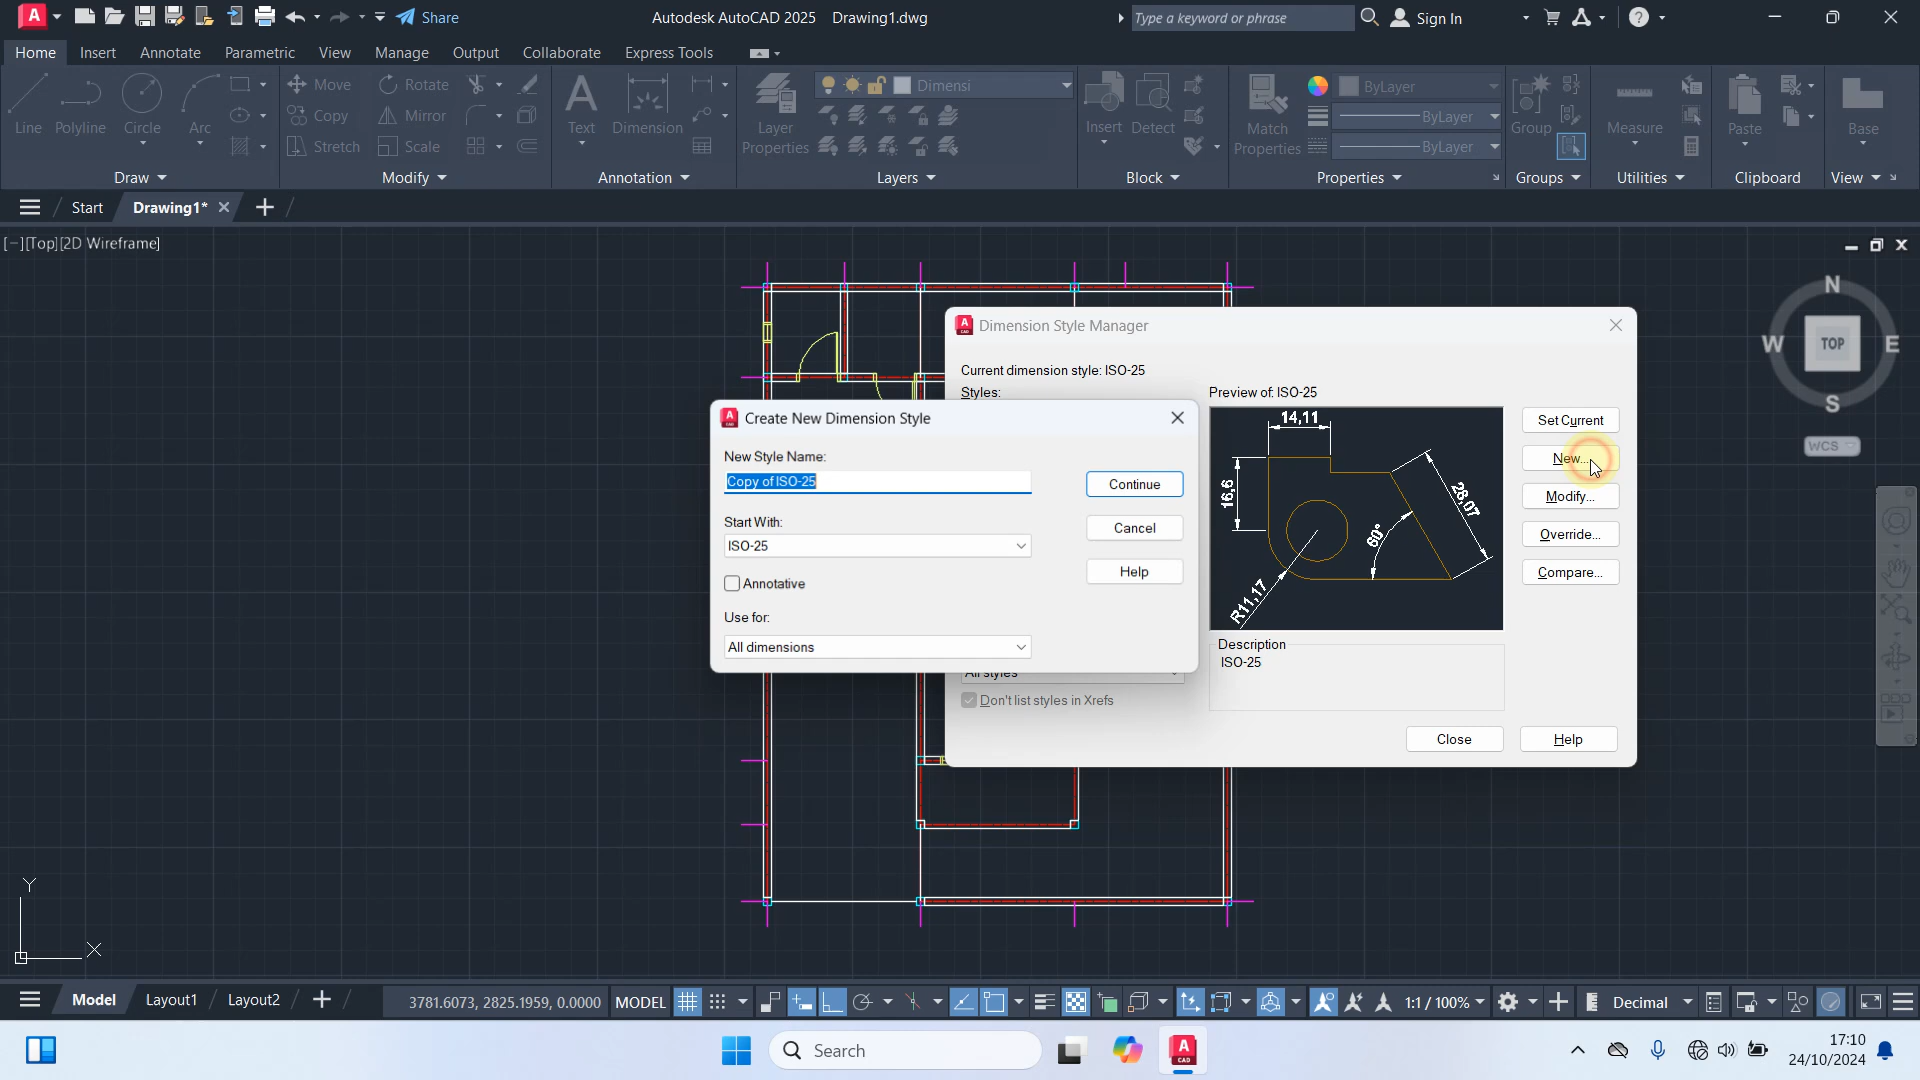 Share
Autodesk AutoCAD 2025 Drawing1.dwg
Type a keyword or phrase
Sign In
Home Insert Annotate Parametric View Manage Output Collaborate Express Tools
Line Polyline Circle Arc
Move Rotate
Copy Mirror
Stretch Scale
Text Dimension
Layer Properties
Dimensi
Insert Detect
Match Properties
ByLayer
ByLayer
ByLayer
Group
Measure
Paste
Base
Draw Modify Annotation Layers Block Properties Groups Utilities Clipboard View
Start Drawing1*
[−][Top][2D Wireframe]
N
W TOP E
S
WCS
Dimension Style Manager
Current dimension style: ISO-25
Styles:
Preview of: ISO-25
14,11
16,6
28,07
60°
R11,17
Set Current
New...
Modify...
Override...
Compare...
Description
ISO-25
All styles
Don't list styles in Xrefs
Close Help
Create New Dimension Style
New Style Name:
Copy of ISO-25
Continue
Start With:
ISO-25
Cancel
Annotative
Help
Use for:
All dimensions
Y
X
Model Layout1 Layout2
3781.6073, 2825.1959, 0.0000 MODEL
1:1 / 100%
Decimal
Search
A CAD
17:10
24/10/2024